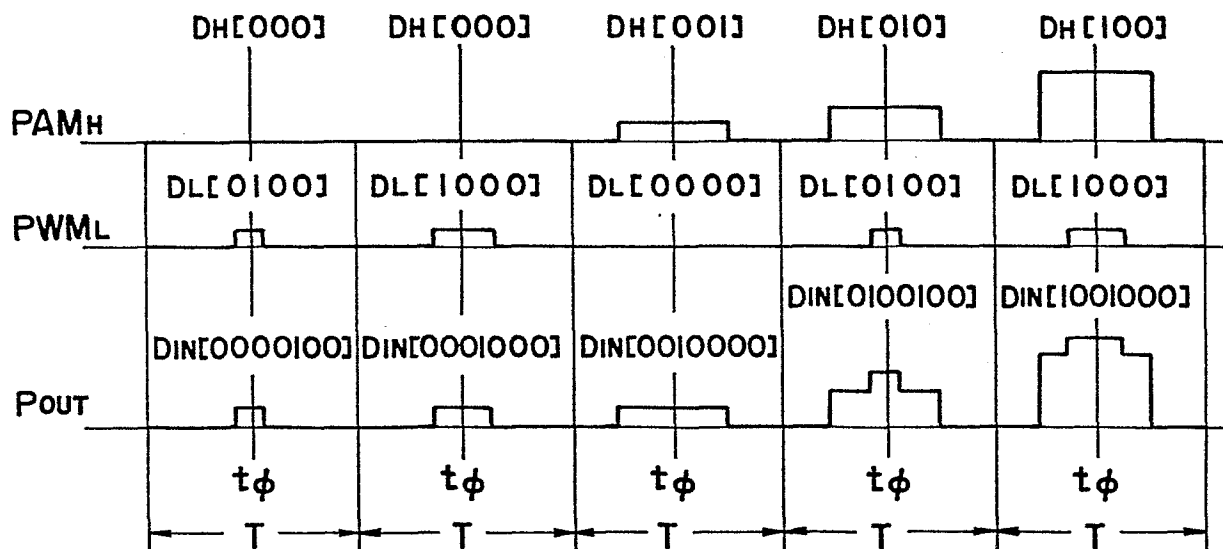 DH[000] DH[000] DH[001] DH[010] DH[100]
PAMH
DL[0100] DL[1000] DL[0000] DL[0100] DL[1000]
PWML
DIN[0100100] DIN[1001000]
DIN[0000100] DIN[0001000] DIN[0010000]
POUT
tϕ tϕ tϕ tϕ tϕ
T T T T T